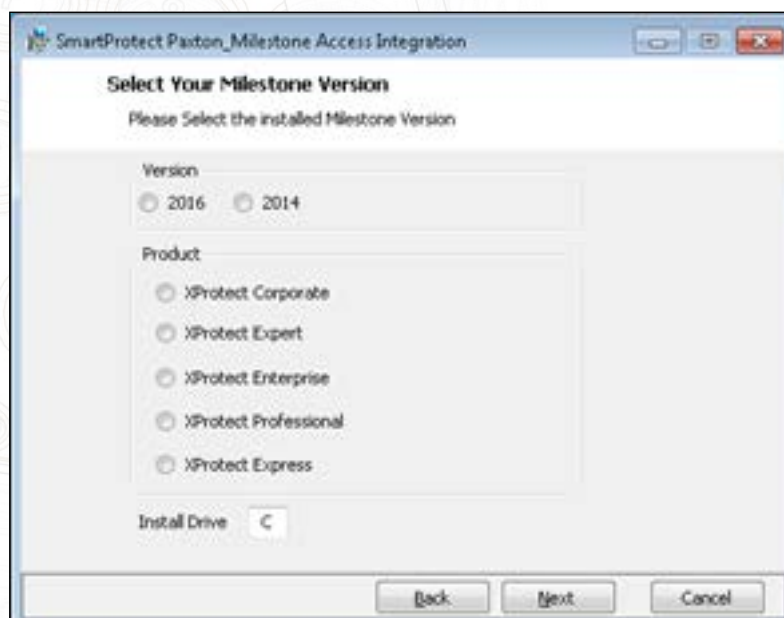 SmartProtect Paxton_Milestone Access Integration
Select Your Milestone Version
Please Select the installed Milestone Version
Version
2016 2014
Product
XProtect Corporate
XProtect Expert
XProtect Enterprise
XProtect Professional
XProtect Express
Install Drive C
Back Next Cancel